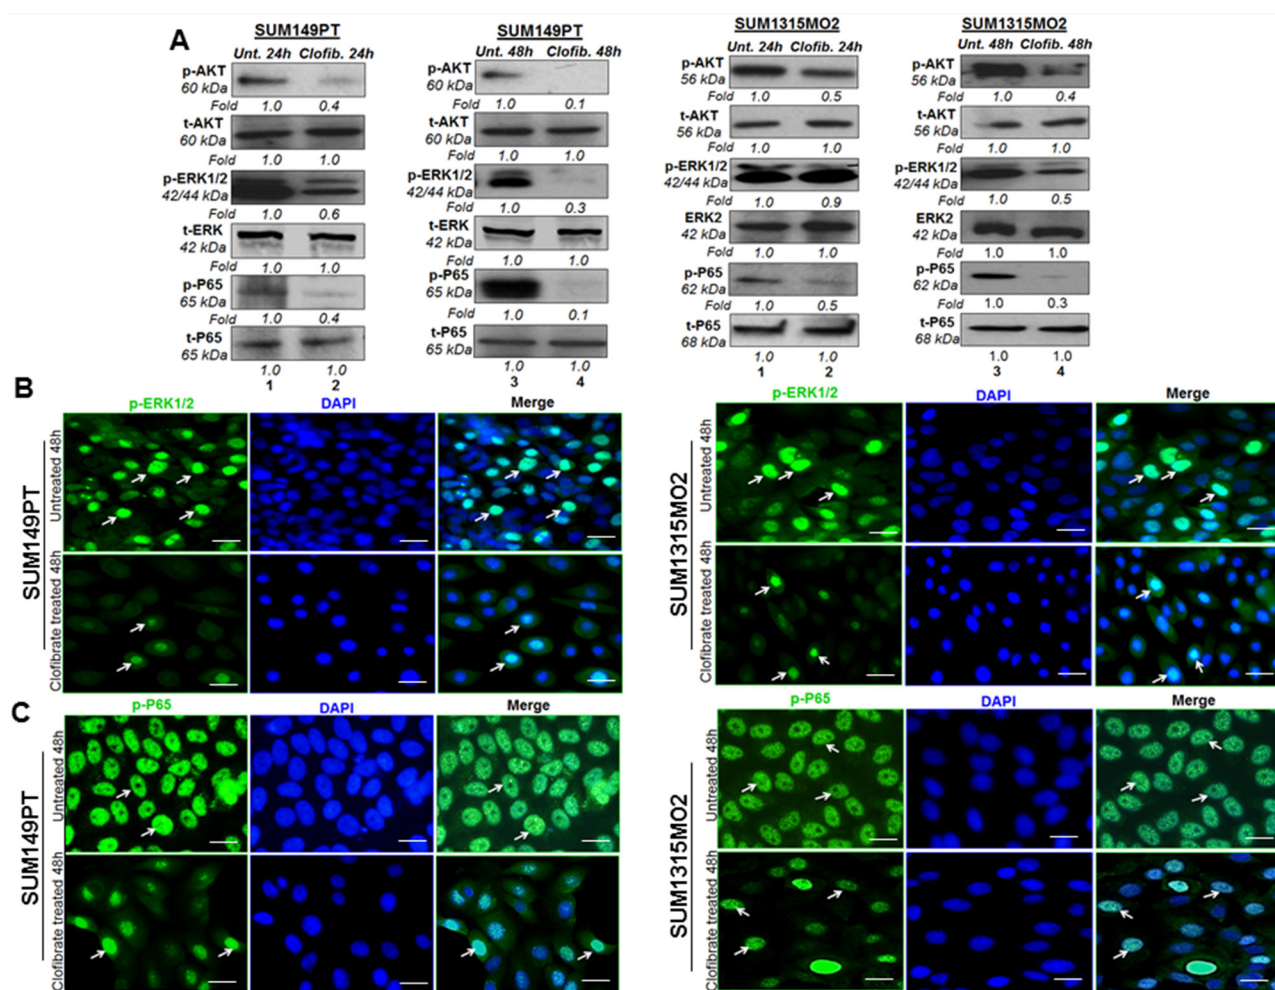 A
SUM149PT
Unt. 24h Clofib. 24h
p-AKT
60 kDa
Fold 1.0 0.4
t-AKT
60 kDa
Fold 1.0 1.0
p-ERK1/2
42/44 kDa
Fold 1.0 0.6
t-ERK
42 kDa
Fold 1.0 1.0
p-P65
65 kDa
Fold 1.0 0.4
t-P65
65 kDa
1.0 1.0
1 2
SUM149PT
Unt. 48h Clofib. 48h
p-AKT
60 kDa
Fold 1.0 0.1
t-AKT
60 kDa
Fold 1.0 1.0
p-ERK1/2
42/44 kDa
Fold 1.0 0.3
t-ERK
42 kDa
Fold 1.0 1.0
p-P65
65 kDa
Fold 1.0 0.1
t-P65
65 kDa
1.0 1.0
3 4
SUM1315MO2
Unt. 24h Clofib. 24h
p-AKT
56 kDa
Fold 1.0 0.5
t-AKT
56 kDa
Fold 1.0 1.0
p-ERK1/2
42/44 kDa
Fold 1.0 0.9
ERK2
42 kDa
Fold 1.0 1.0
p-P65
62 kDa
Fold 1.0 0.5
t-P65
68 kDa
1.0 1.0
1 2
SUM1315MO2
Unt. 48h Clofib. 48h
p-AKT
56 kDa
Fold 1.0 0.4
t-AKT
56 kDa
Fold 1.0 1.0
p-ERK1/2
42/44 kDa
Fold 1.0 0.5
ERK2
42 kDa
Fold 1.0 1.0
p-P65
62 kDa
Fold 1.0 0.3
t-P65
68 kDa
1.0 1.0
3 4
B
p-ERK1/2 DAPI Merge
SUM149PT
Untreated 48h
Clofibrate treated 48h
p-ERK1/2 DAPI Merge
SUM1315MO2
Untreated 48h
Clofibrate treated 48h
C
p-P65 DAPI Merge
SUM149PT
Untreated 48h
Clofibrate treated 48h
p-P65 DAPI Merge
SUM1315MO2
Untreated 48h
Clofibrate treated 48h